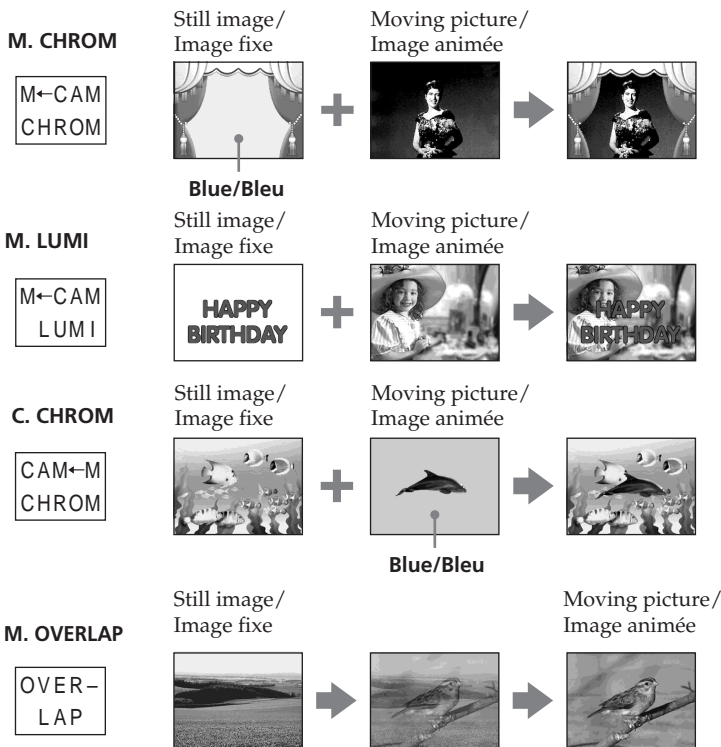 M. CHROM
Still image/
Image fixe
Moving picture/
Image animée
M←CAM
CHROM
Blue/Bleu
M. LUMI
Still image/
Image fixe
Moving picture/
Image animée
M←CAM
LUMI
HAPPY
BIRTHDAY
HAPPY
BIRTHDAY
C. CHROM
Still image/
Image fixe
Moving picture/
Image animée
CAM←M
CHROM
Blue/Bleu
M. OVERLAP
Still image/
Image fixe
Moving picture/
Image animée
OVER–
LAP